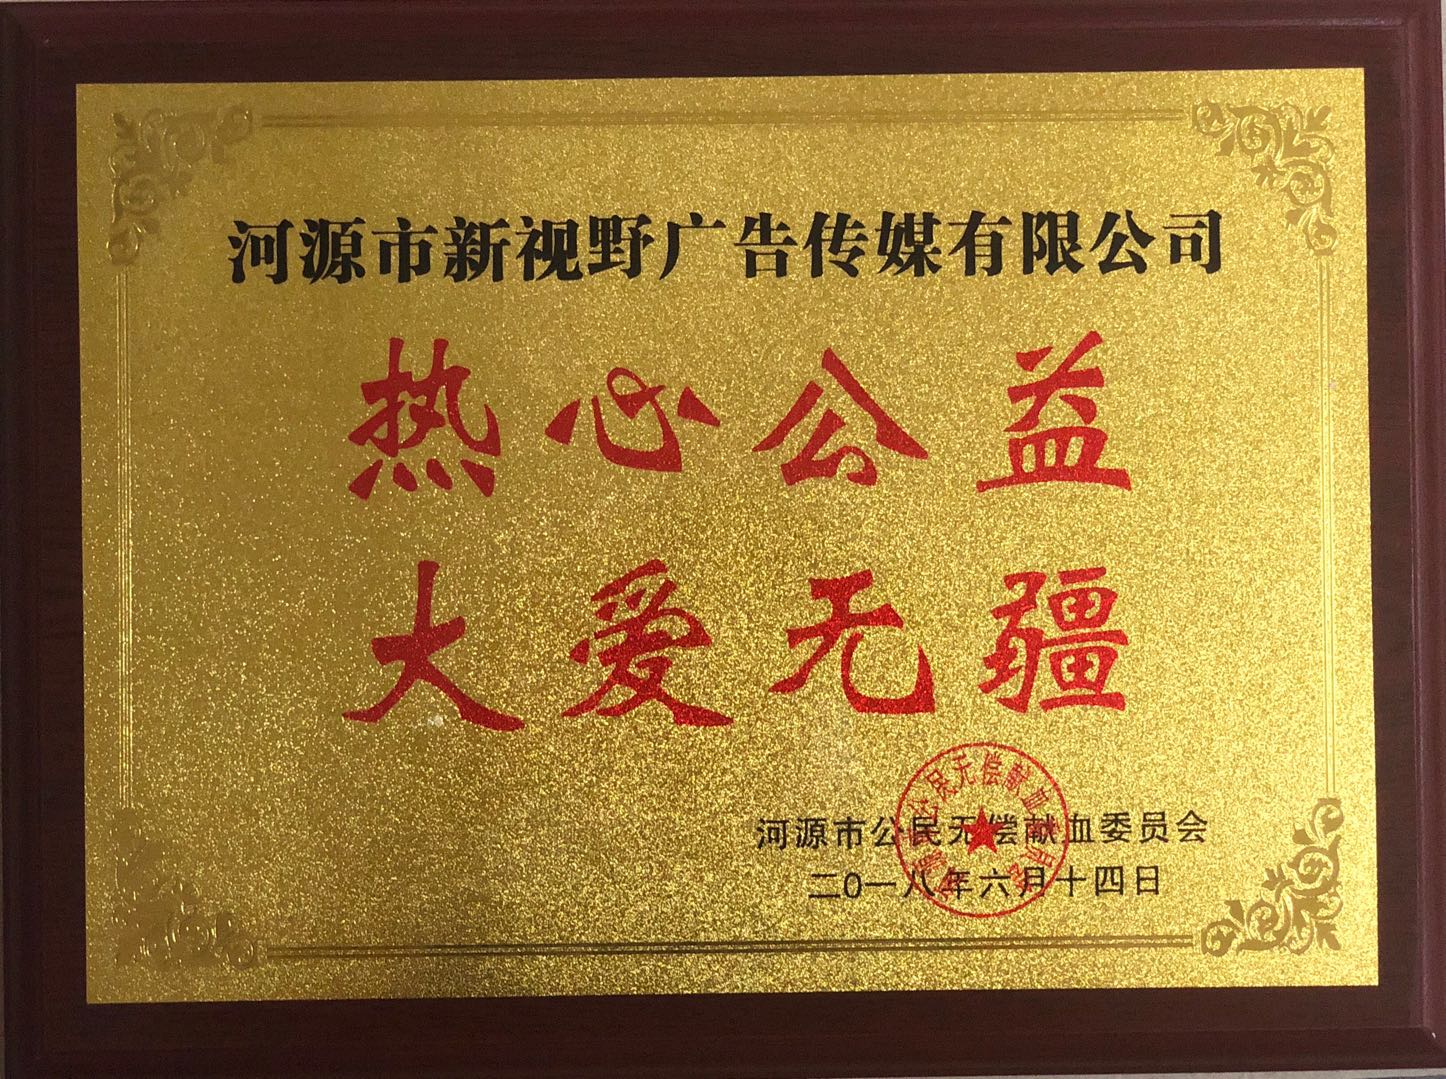 河源市新视野广告传媒有限公司
热心公益
大爱无疆
河源市公民无偿献血委员会
二0一八年六月十四日